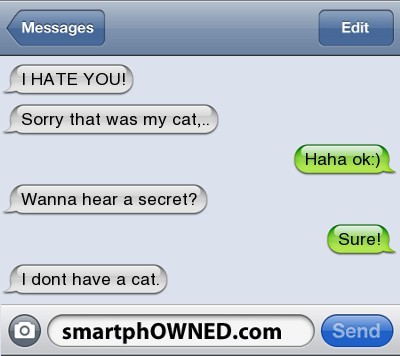 Messages
Edit
I HATE YOU!
Sorry that was my cat,..
Haha ok:)
Wanna hear a secret?
Sure!
I dont have a cat.
smartphOWNED.com
Send